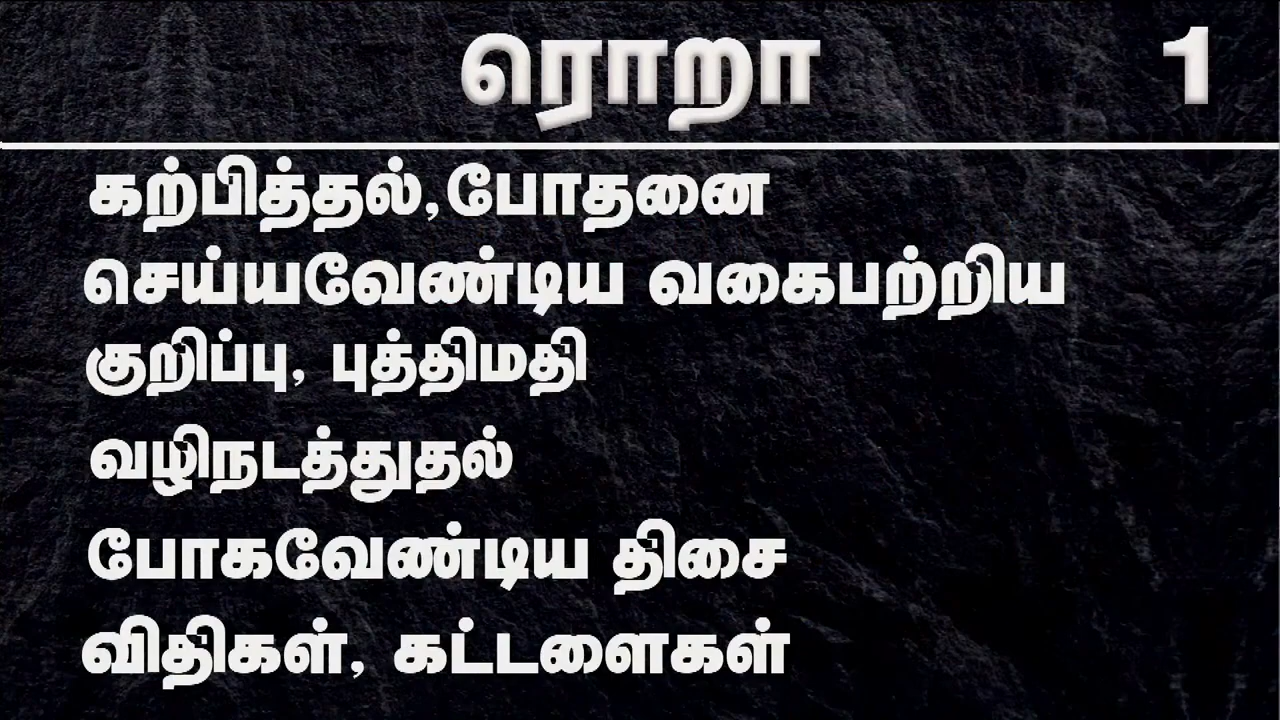 ரொறா 1
கற்பித்தல்,போதனை
செய்யவேண்டிய வகைபற்றிய
குறிப்பு, புத்திமதி
வழிநடத்துதல்
போகவேண்டிய திசை
விதிகள், கட்டளைகள்